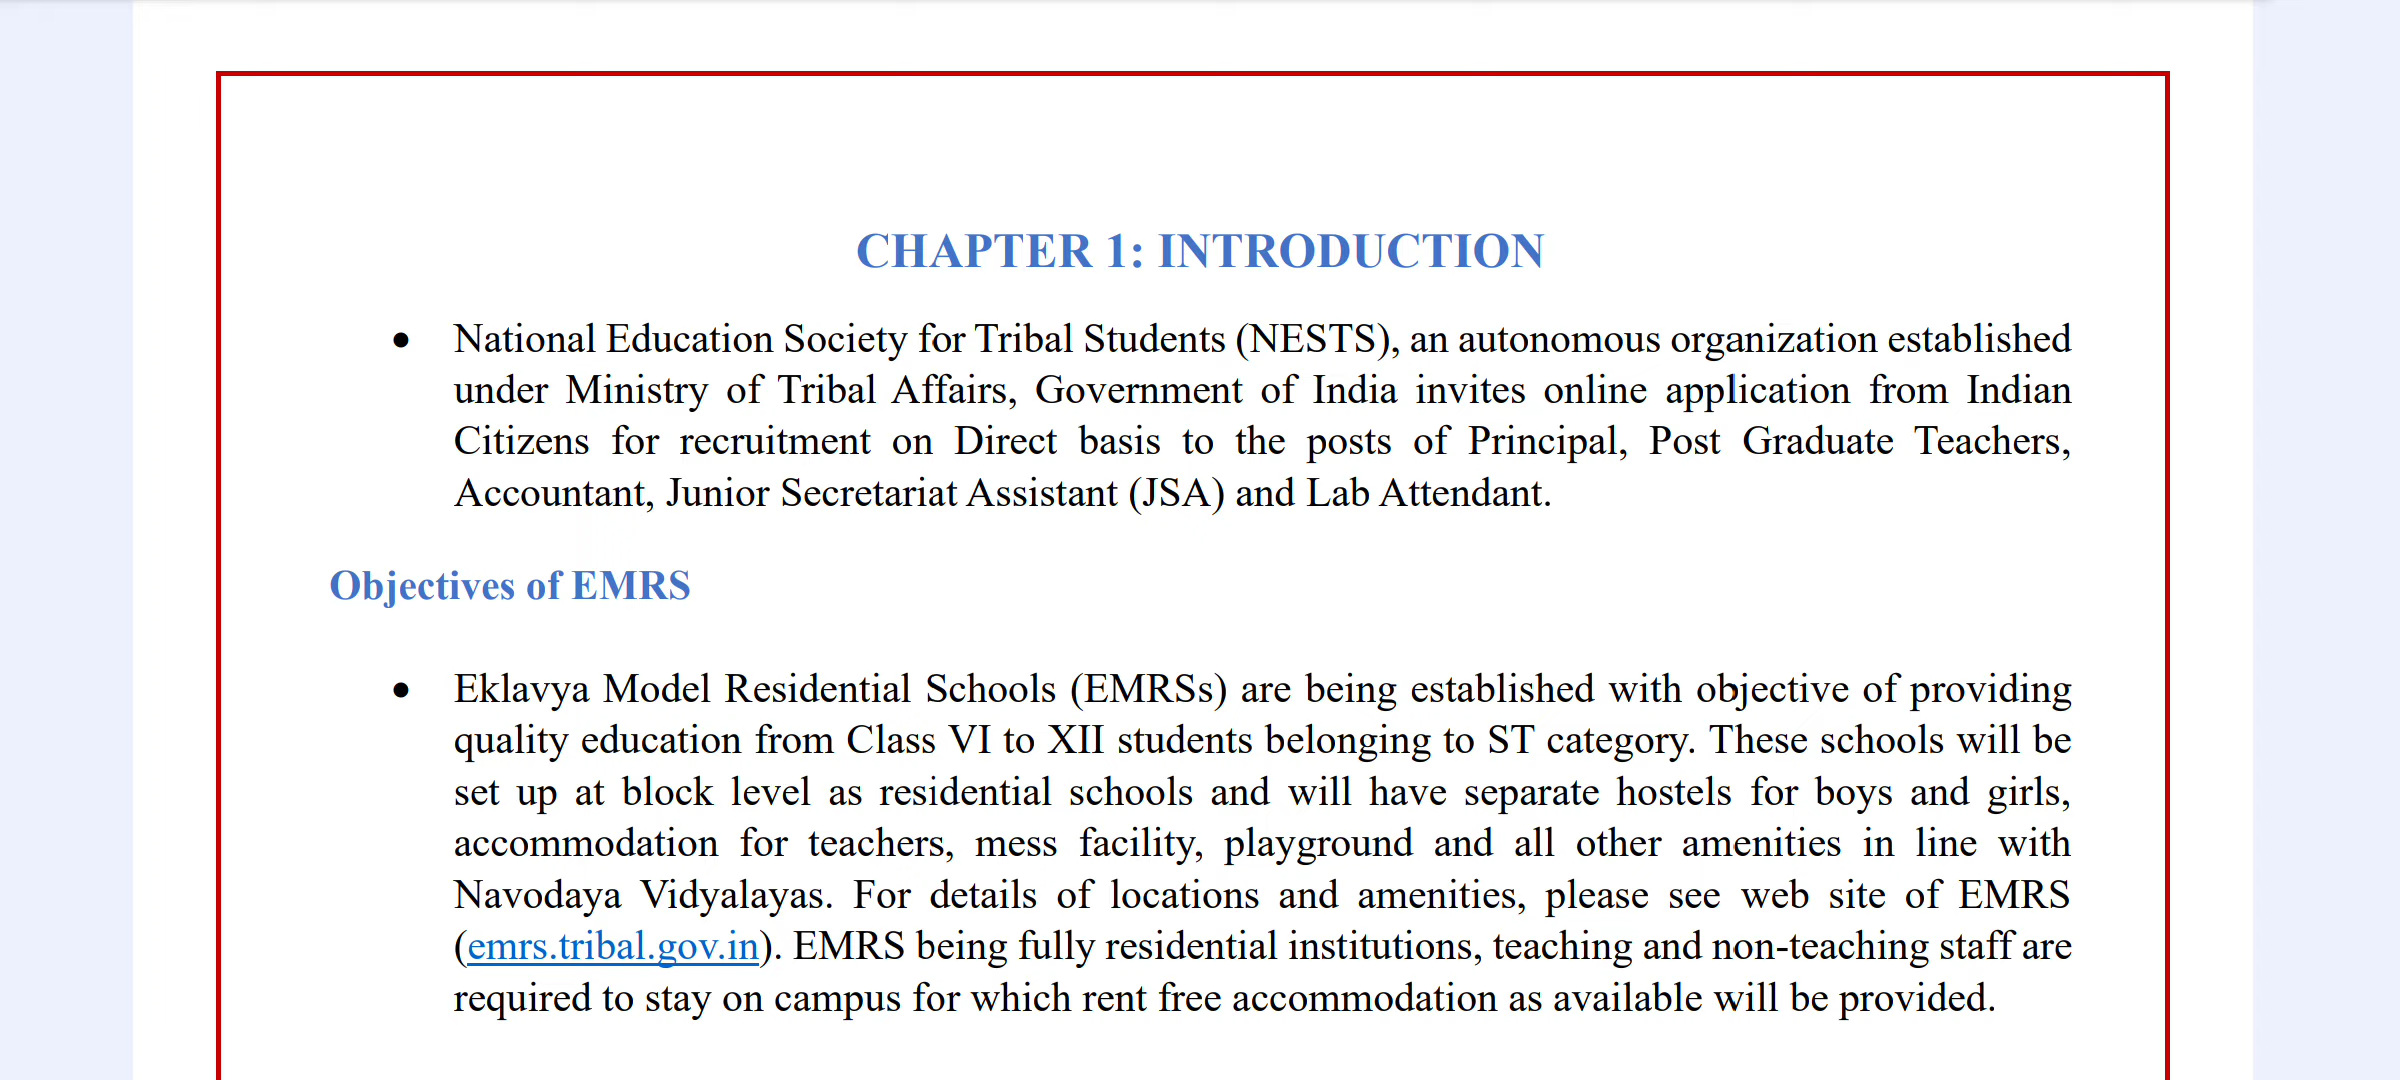 CHAPTER 1: INTRODUCTION
• National Education Society for Tribal Students (NESTS), an autonomous organization established
under Ministry of Tribal Affairs, Government of India invites online application from Indian
Citizens for recruitment on Direct basis to the posts of Principal, Post Graduate Teachers,
Accountant, Junior Secretariat Assistant (JSA) and Lab Attendant.
Objectives of EMRS
• Eklavya Model Residential Schools (EMRSs) are being established with objective of providing
quality education from Class VI to XII students belonging to ST category. These schools will be
set up at block level as residential schools and will have separate hostels for boys and girls,
accommodation for teachers, mess facility, playground and all other amenities in line with
Navodaya Vidyalayas. For details of locations and amenities, please see web site of EMRS
(emrs.tribal.gov.in). EMRS being fully residential institutions, teaching and non-teaching staff are
required to stay on campus for which rent free accommodation as available will be provided.